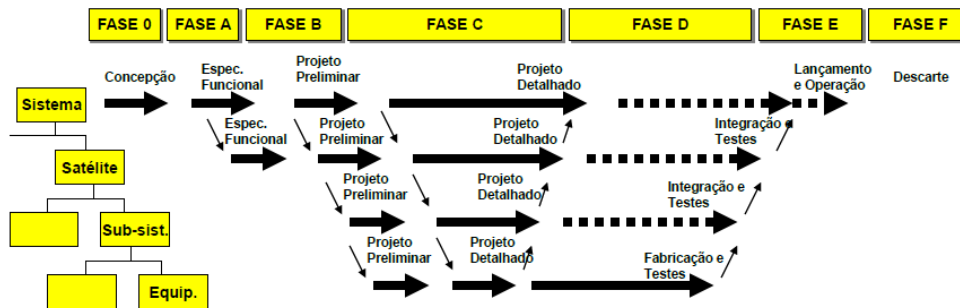 FASE 0 FASE A FASE B FASE C FASE D FASE E FASE F
Concepção
Espec.
Funcional
Projeto
Preliminar
Projeto
Detalhado
Lançamento
e Operação
Descarte
Sistema
Espec.
Funcional
Projeto
Preliminar
Projeto
Detalhado
Integração e
Testes
Satélite
Projeto
Preliminar
Projeto
Detalhado
Integração e
Testes
Sub-sist.
Projeto
Preliminar
Projeto
Detalhado
Fabricação e
Testes
Equip.